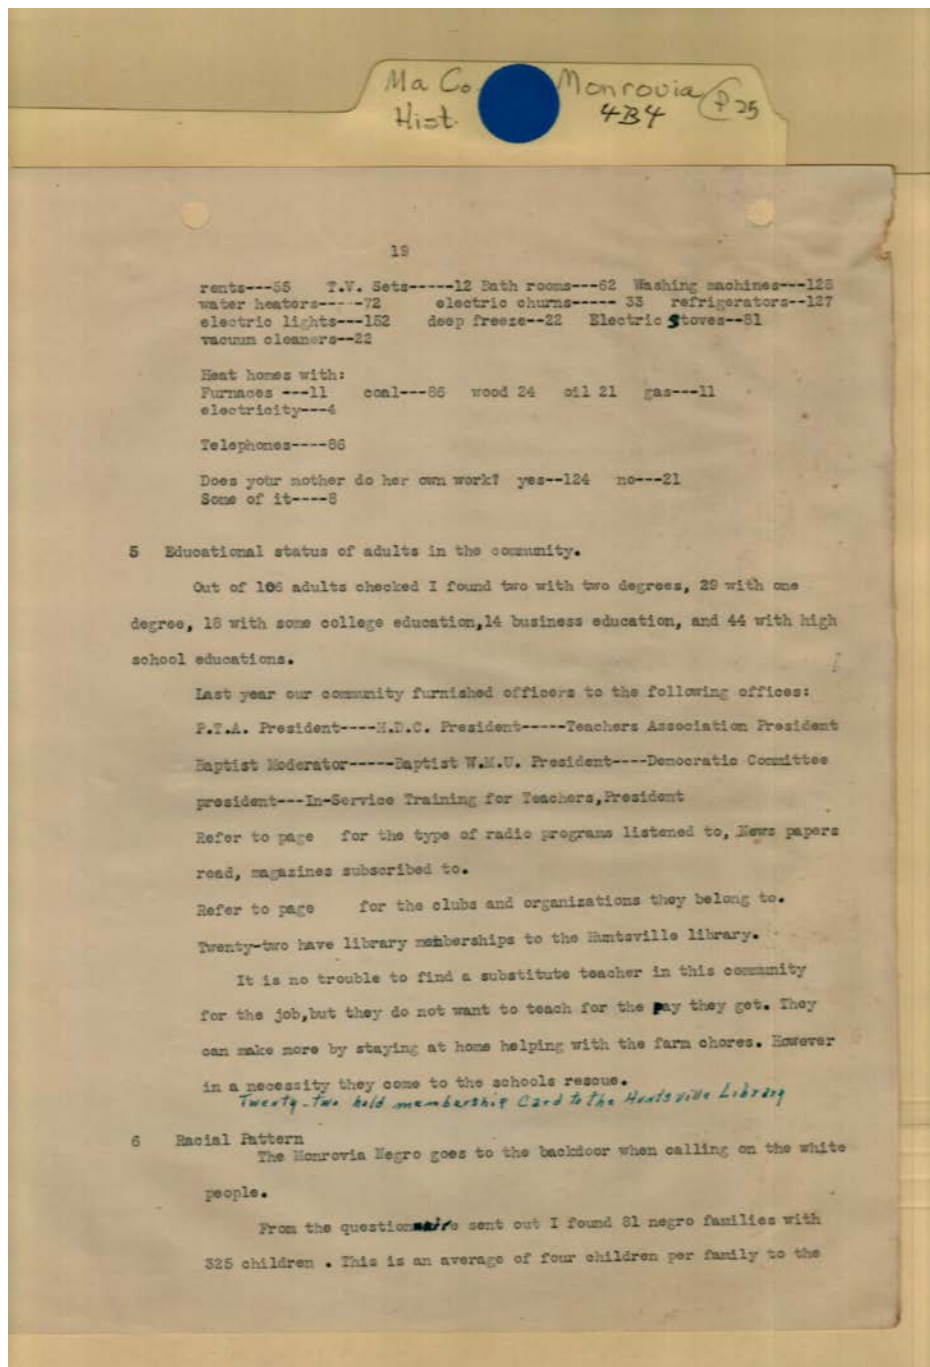 Ma Co. Monrovia
Hist. 4B4 P25
19
rents---55 T.V. Sets-----12 Bath rooms---62 Washing machines---128
water heaters-----72 electric churns----- 33 refrigerators--127
electric lights---152 deep freeze--22 Electric Stoves--81
vacuum cleaners--22
Heat homes with:
Furnaces ---11 coal---86 wood 24 oil 21 gas---11
electricity---4
Telephones----86
Does your mother do her own work? yes--124 no---21
Some of it----8
5 Educational status of adults in the community.
Out of 106 adults checked I found two with two degrees, 29 with one
degree, 18 with some college education,14 business education, and 44 with high
school educations.
Last year our community furnished officers to the following offices:
P.T.A. President----H.D.C. President-----Teachers Association President
Baptist Moderator-----Baptist W.M.U. President----Democratic Committee
president---In-Service Training for Teachers,President
Refer to page for the type of radio programs listened to, News papers
read, magazines subscribed to.
Refer to page for the clubs and organizations they belong to.
Twenty-two have library memberships to the Huntsville library.
It is no trouble to find a substitute teacher in this community
for the job,but they do not want to teach for the pay they get. They
can make more by staying at home helping with the farm chores. However
in a necessity they come to the schools rescue.
Twenty-two hold membership Card to the Huntsville Library
6 Racial Pattern
The Monrovia Negro goes to the backdoor when calling on the white
people.
From the questionnaire sent out I found 81 negro families with
325 children . This is an average of four children per family to the